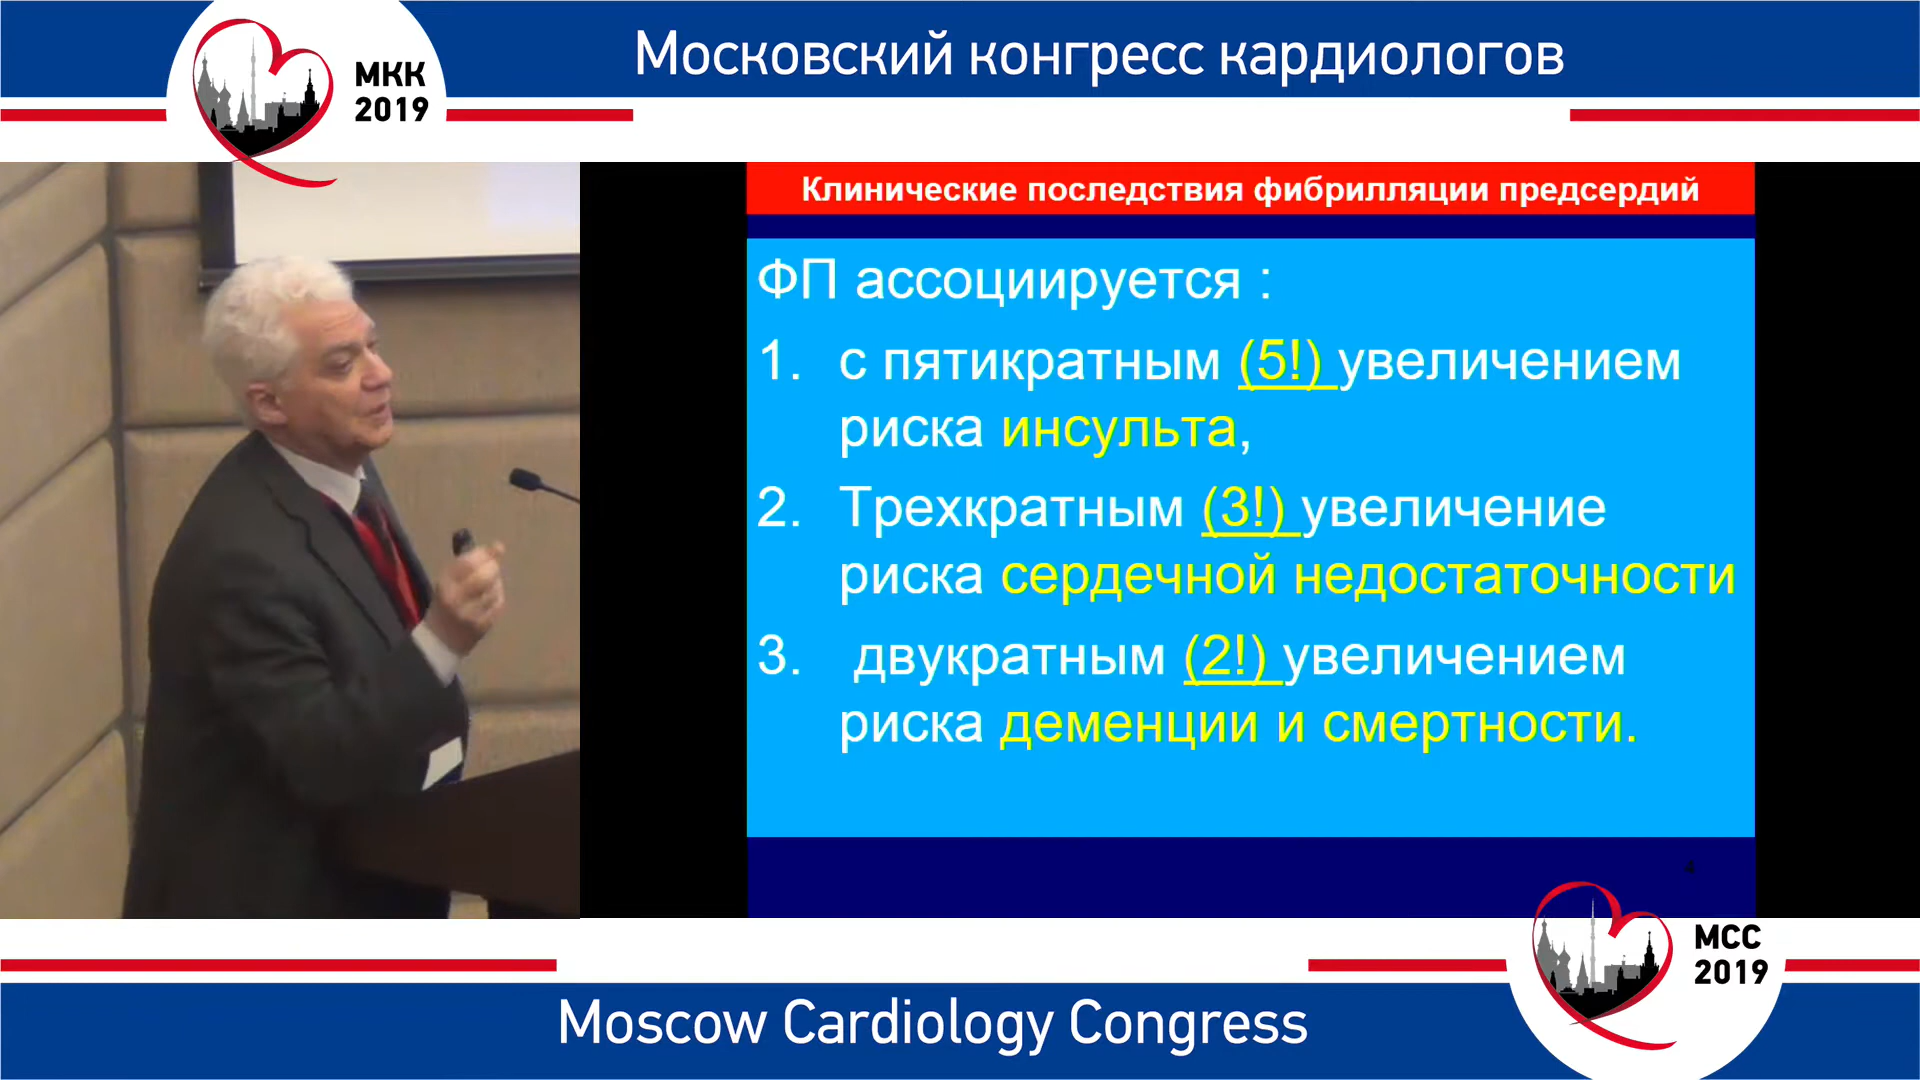 Московский конгресс кардиологов
МКК
2019
Клинические последствия фибрилляции предсердий
ФП ассоциируется :
1. с пятикратным (5!) увеличением
риска инсульта,
2. Трехкратным (3!) увеличение
риска сердечной недостаточности
3. двукратным (2!) увеличением
риска деменции и смертности.
4
MCC
2019
Moscow Cardiology Congress